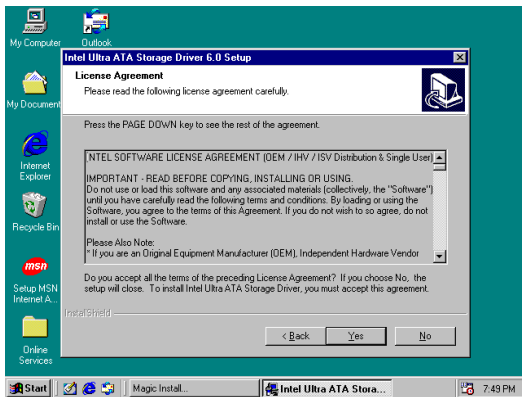 My Computer
Outlook
My Document
Internet
Explorer
Recycle Bin
msn
Setup MSN
Internet A...
Online
Services
Intel Ultra ATA Storage Driver 6.0 Setup
License Agreement
Please read the following license agreement carefully.
Press the PAGE DOWN key to see the rest of the agreement.
NTEL SOFTWARE LICENSE AGREEMENT (OEM / IHV / ISV Distribution & Single User)
IMPORTANT - READ BEFORE COPYING, INSTALLING OR USING.
Do not use or load this software and any associated materials (collectively, the "Software")
until you have carefully read the following terms and conditions. By loading or using the
Software, you agree to the terms of this Agreement. If you do not wish to so agree, do not
install or use the Software.
Please Also Note:
* If you are an Original Equipment Manufacturer (OEM), Independent Hardware Vendor
Do you accept all the terms of the preceding License Agreement? If you choose No, the
setup will close. To install Intel Ultra ATA Storage Driver, you must accept this agreement.
InstallShield
< Back
Yes
No
Start
Magic Install...
Intel Ultra ATA Stora...
7:49 PM